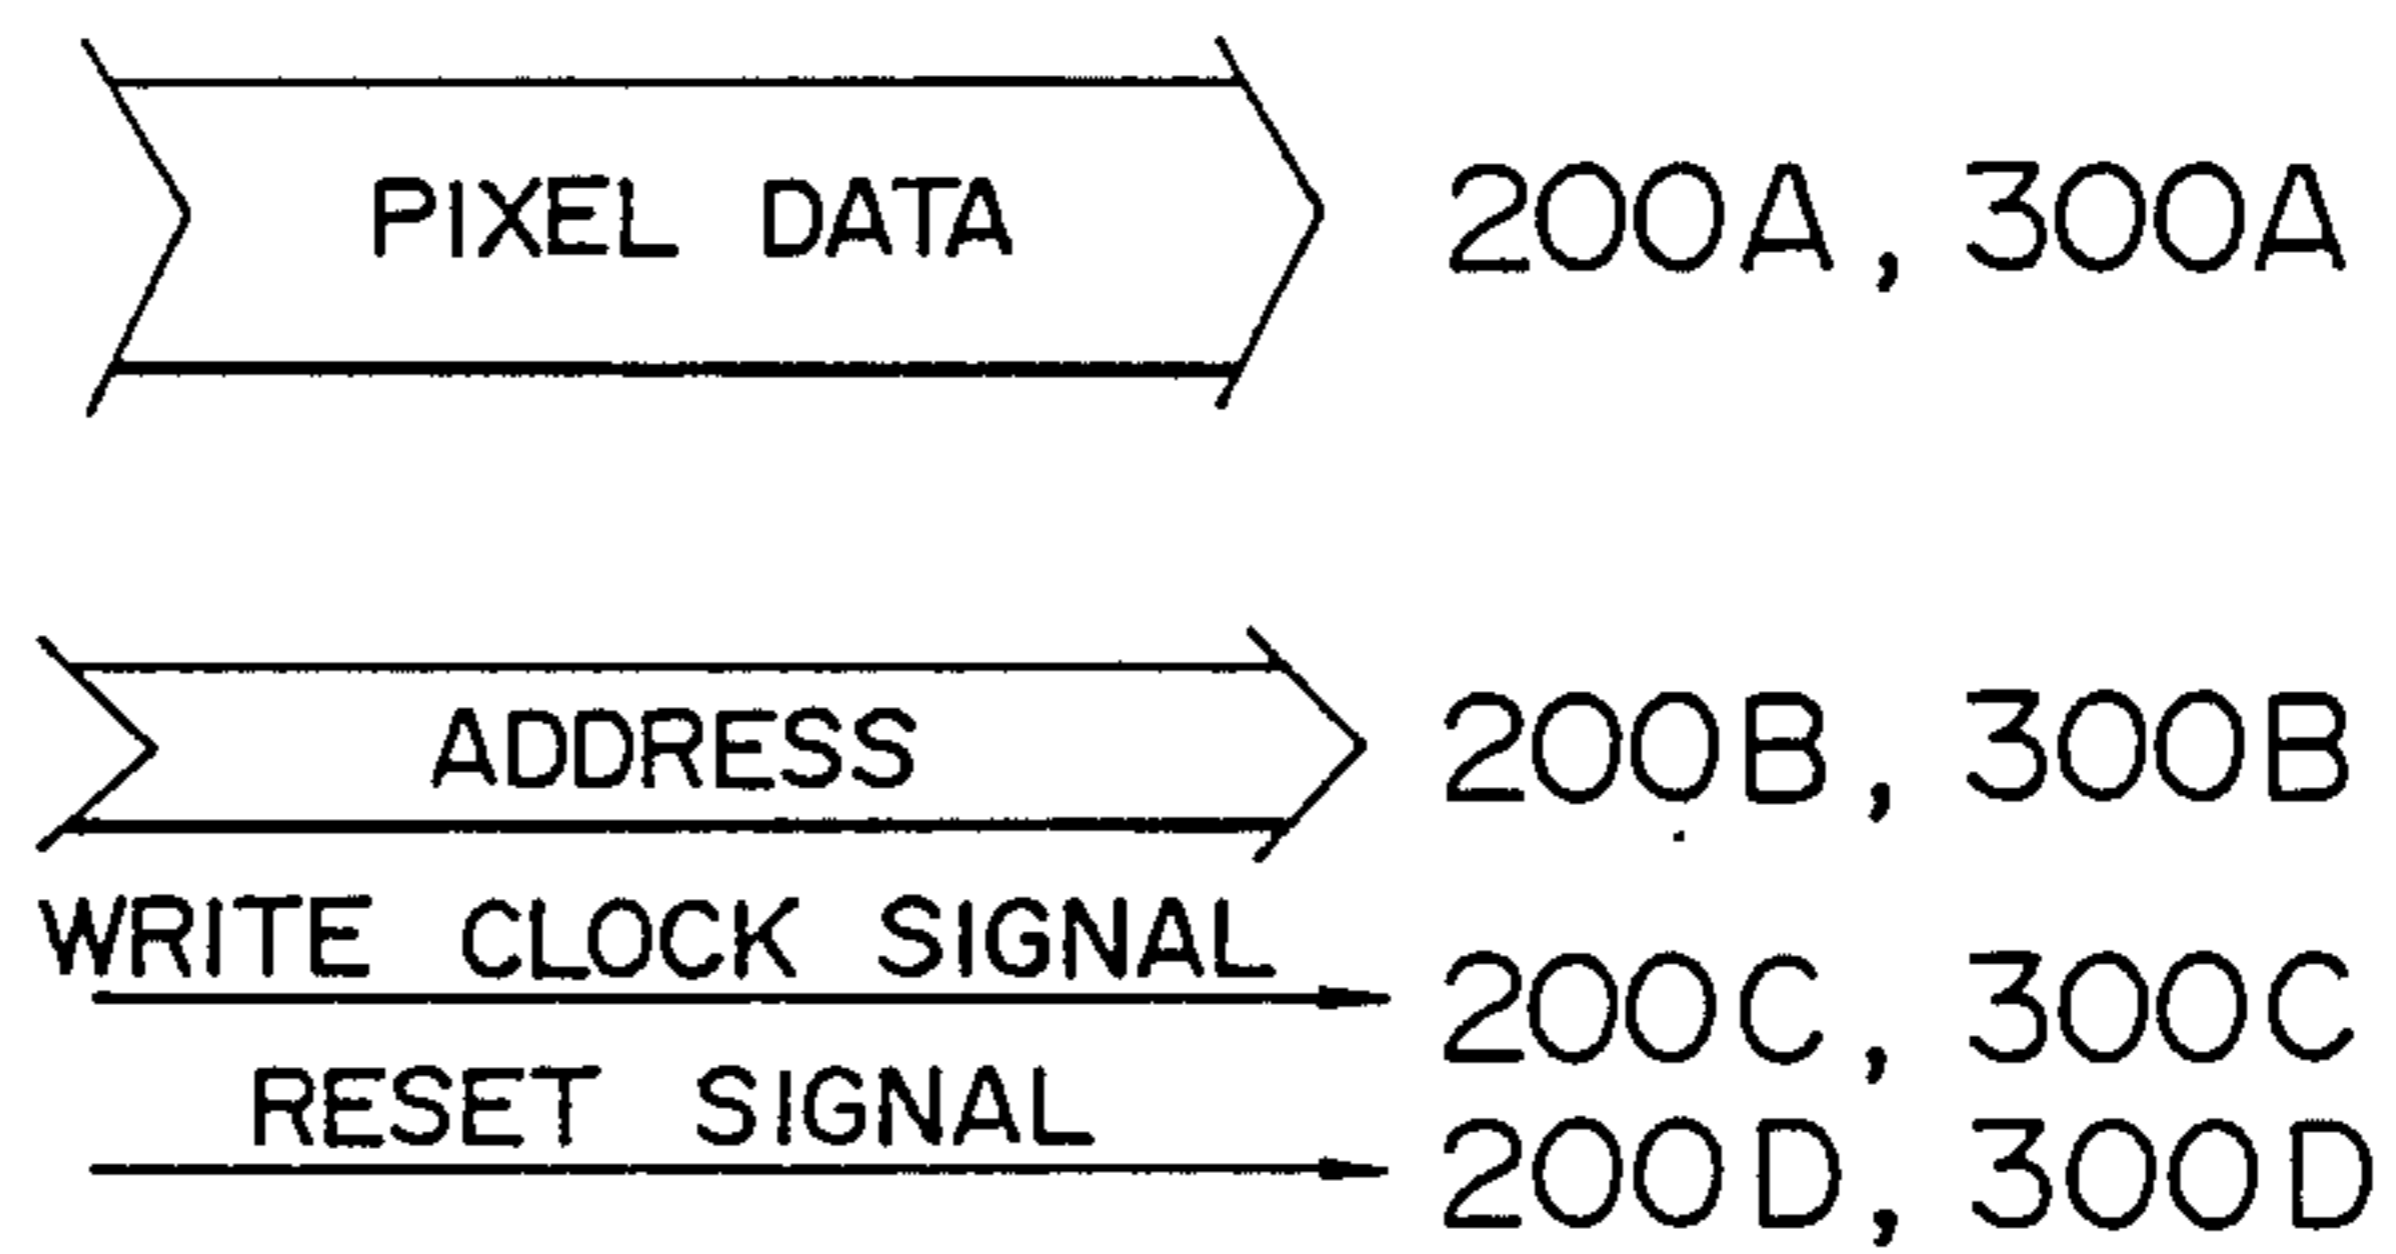 PIXEL DATA 200A, 300A
ADDRESS 200B, 300B
WRITE CLOCK SIGNAL 200C, 300C
RESET SIGNAL 200D, 300D